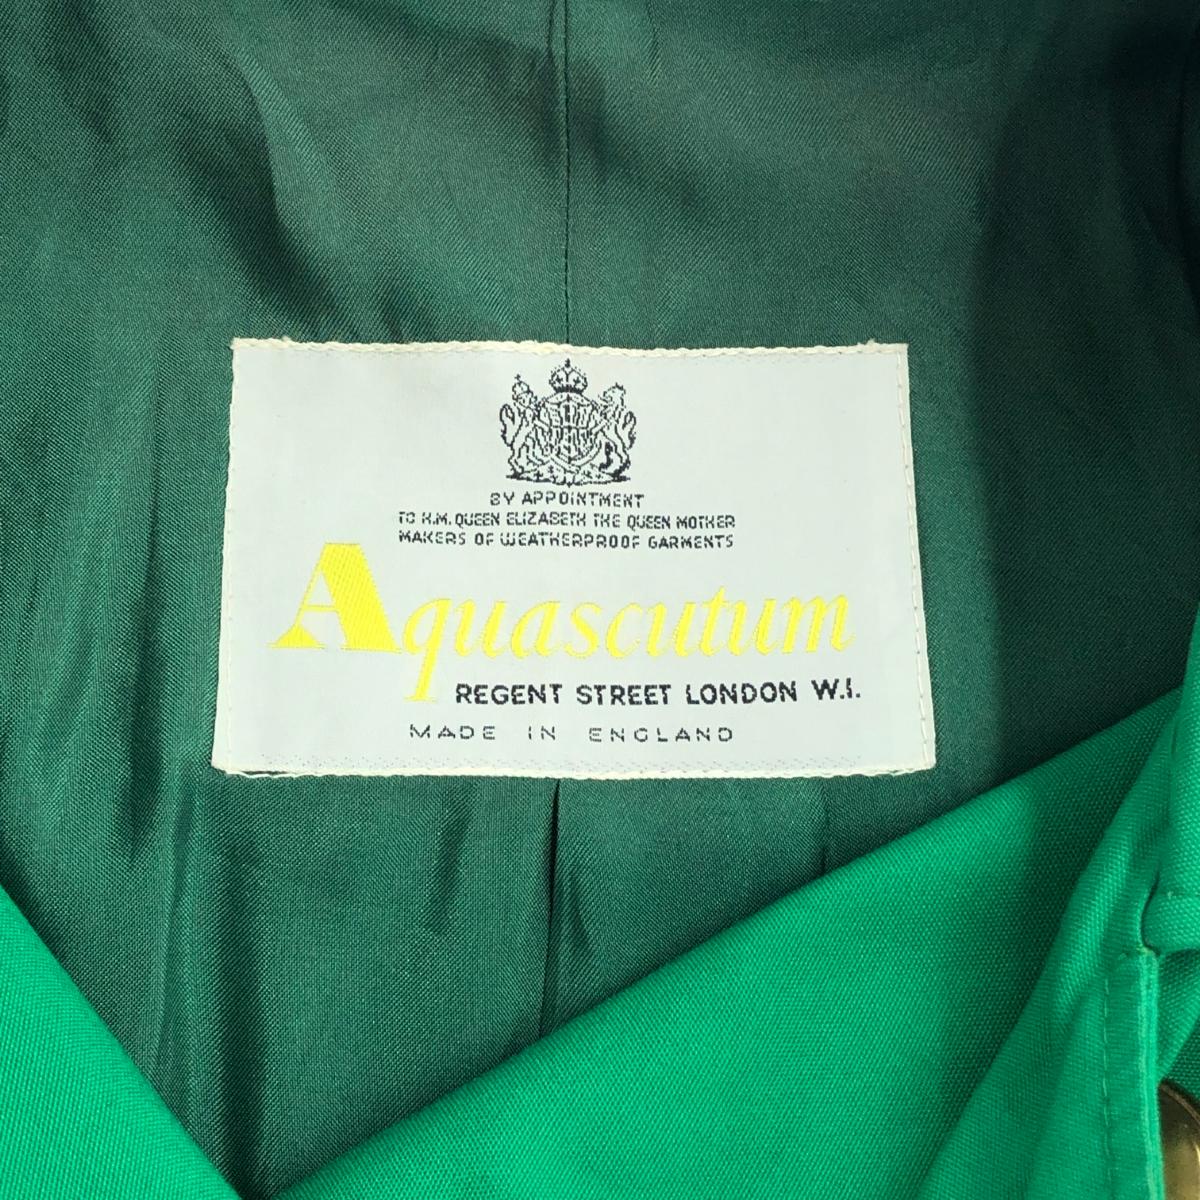 BY APPOINTMENT
TO H.M. QUEEN ELIZABETH THE QUEEN MOTHER
MAKERS OF WEATHERPROOF GARMENTS
Aquascutum
REGENT STREET LONDON W.1.
MADE IN ENGLAND